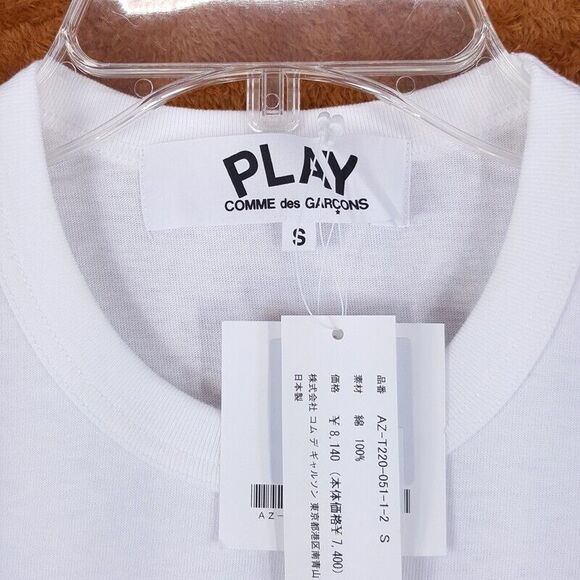 PLAY
COMME des GARÇONS
S
品番 AZ-T220-051-1-2 S
素材 綿 100%
価格 ¥ 8,140 (本体価格¥ 7,400)
株式会社 コム デ ギャルソン 東京都港区南青山
日本製
AZ-